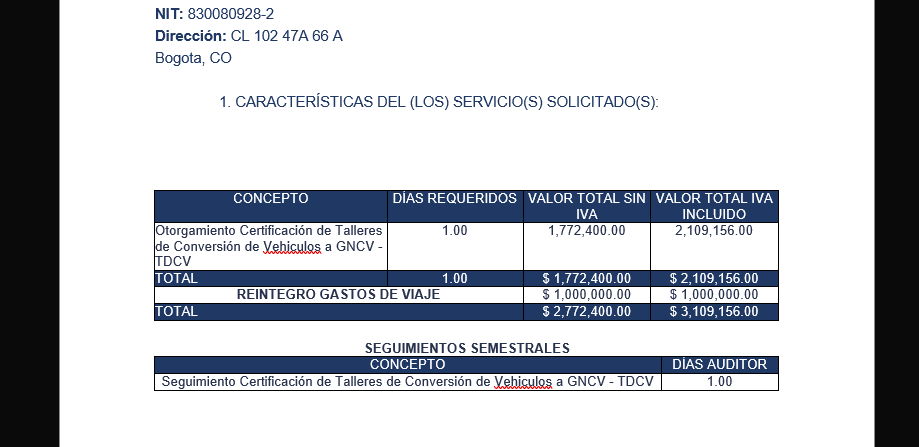 NIT: 830080928-2
Dirección: CL 102 47A 66 A
Bogota, CO
1. CARACTERÍSTICAS DEL (LOS) SERVICIO(S) SOLICITADO(S):
CONCEPTO DÍAS REQUERIDOS VALOR TOTAL SIN IVA VALOR TOTAL IVA INCLUIDO
Otorgamiento Certificación de Talleres 1.00 1,772,400.00 2,109,156.00
de Conversión de Vehiculos a GNCV -
TDCV
TOTAL 1.00 $ 1,772,400.00 $ 2,109,156.00
REINTEGRO GASTOS DE VIAJE $ 1,000,000.00 $ 1,000,000.00
TOTAL $ 2,772,400.00 $ 3,109,156.00
SEGUIMIENTOS SEMESTRALES
CONCEPTO DÍAS AUDITOR
Seguimiento Certificación de Talleres de Conversión de Vehiculos a GNCV - TDCV 1.00